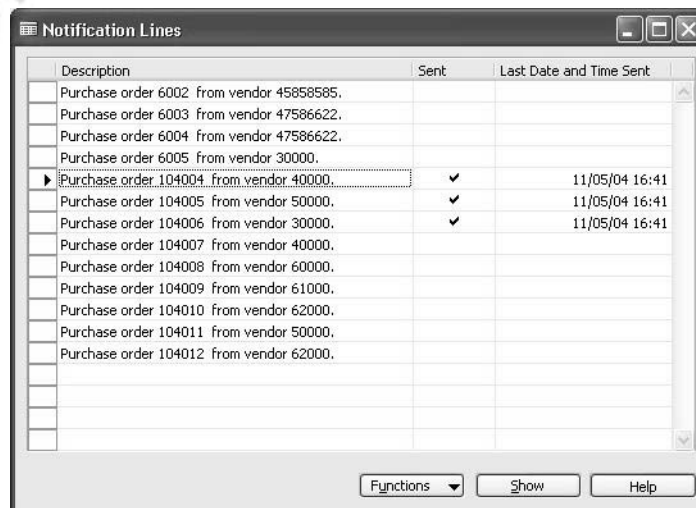 Notification Lines
Description Sent Last Date and Time Sent
Purchase order 6002 from vendor 45858585.
Purchase order 6003 from vendor 47586622.
Purchase order 6004 from vendor 47586622.
Purchase order 6005 from vendor 30000.
Purchase order 104004 from vendor 40000. 11/05/04 16:41
Purchase order 104005 from vendor 50000. 11/05/04 16:41
Purchase order 104006 from vendor 30000. 11/05/04 16:41
Purchase order 104007 from vendor 40000.
Purchase order 104008 from vendor 60000.
Purchase order 104009 from vendor 61000.
Purchase order 104010 from vendor 62000.
Purchase order 104011 from vendor 50000.
Purchase order 104012 from vendor 62000.
Functions Show Help